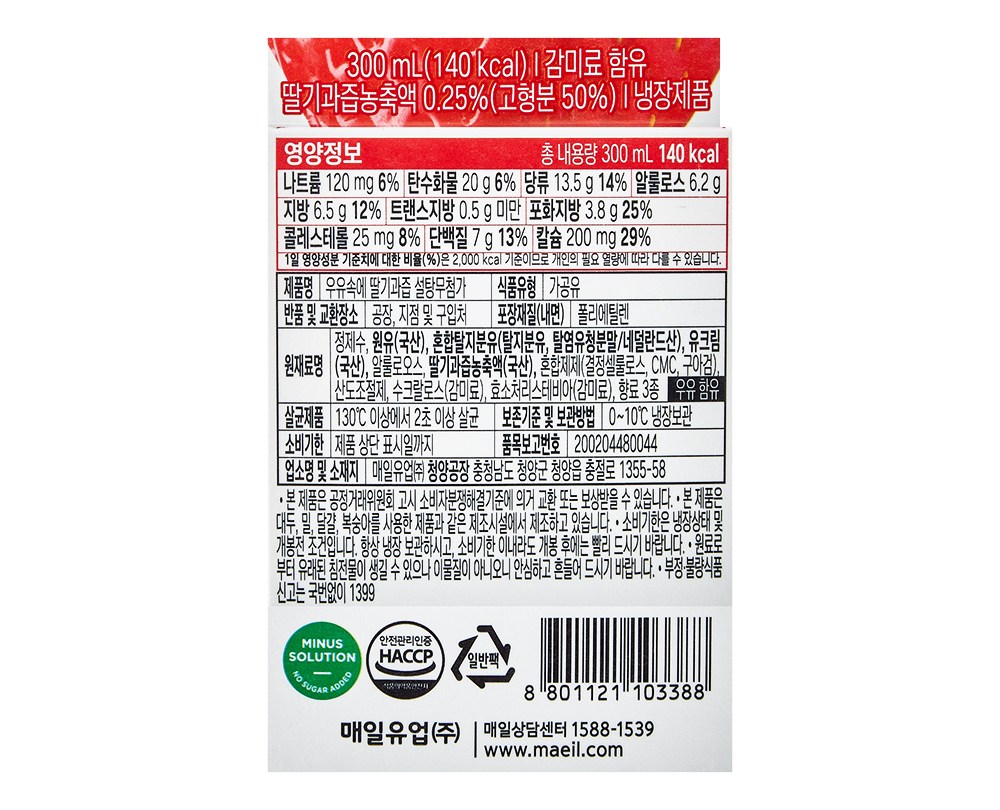 300 mL(140 kcal) I 감미료 함유
딸기과즙농축액 0.25%(고형분 50%) I 냉장제품
영양정보 총 내용량 300 mL 140 kcal
나트륨 120 mg 6% 탄수화물 20 g 6% 당류 13.5 g 14% 알룰로스 6.2 g
지방 6.5 g 12% 트랜스지방 0.5 g 미만 포화지방 3.8 g 25%
콜레스테롤 25 mg 8% 단백질 7 g 13% 칼슘 200 mg 29%
1일 영양성분 기준치에 대한 비율(%)은 2,000 kcal 기준이므로 개인의 필요 열량에 따라 다를 수 있습니다.
제품명 우유속에 딸기과즙 설탕무첨가 식품유형 가공유
반품 및 교환장소 공장, 지점 및 구입처 포장재질(내면) 폴리에틸렌
원재료명 정제수, 원유(국산), 혼합탈지분유(탈지분유, 탈염유청분말/네덜란드산), 유크림
(국산), 알룰로오스, 딸기과즙농축액(국산), 혼합제제(결정셀룰로스, CMC, 구아검),
산도조절제, 수크랄로스(감미료), 효소처리스테비아(감미료), 향료 3종 우유 함유
살균제품 130℃ 이상에서 2초 이상 살균 보존기준 및 보관방법 0~10℃ 냉장보관
소비기한 제품 상단 표시일까지 품목보고번호 200204480044
업소명 및 소재지 매일유업㈜ 청양공장 충청남도 청양군 청양읍 충절로 1355-58
• 본 제품은 공정거래위원회 고시 소비자분쟁해결기준에 의거 교환 또는 보상받을 수 있습니다. • 본 제품은
대두, 밀, 달걀, 복숭아를 사용한 제품과 같은 제조시설에서 제조하고 있습니다. • 소비기한은 냉장상태 및
개봉전 조건입니다. 항상 냉장 보관하시고, 소비기한 이내라도 개봉 후에는 빨리 드시기 바랍니다. • 원료로
부터 유래된 침전물이 생길 수 있으나 이물질이 아니오니 안심하고 흔들어 드시기 바랍니다. • 부정·불량식품
신고는 국번없이 1399
MINUS
SOLUTION
NO SUGAR ADDED
안전관리인증
HACCP
식품의약품안전처
일반팩
8 801121 103388
매일유업(주)
매일상담센터 1588-1539
www.maeil.com